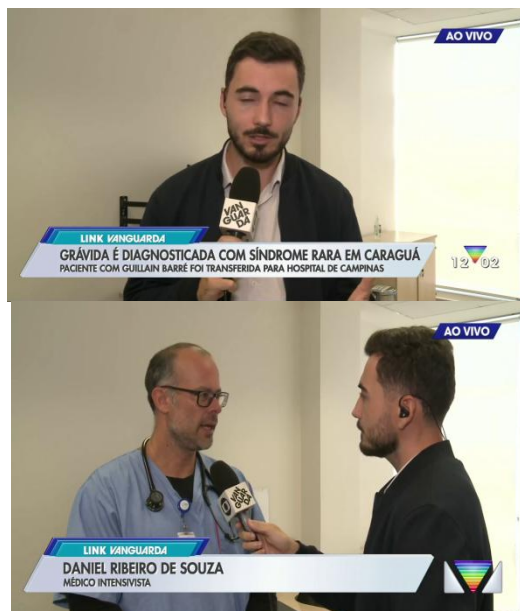 AO VIVO
VAN
GUAR
DA
LINK VANGUARDA
GRÁVIDA É DIAGNOSTICADA COM SÍNDROME RARA EM CARAGUÁ
PACIENTE COM GUILLAIN BARRÉ FOI TRANSFERIDA PARA HOSPITAL DE CAMPINAS
12 02
AO VIVO
VAN
GUAR
DA
LINK VANGUARDA
DANIEL RIBEIRO DE SOUZA
MÉDICO INTENSIVISTA